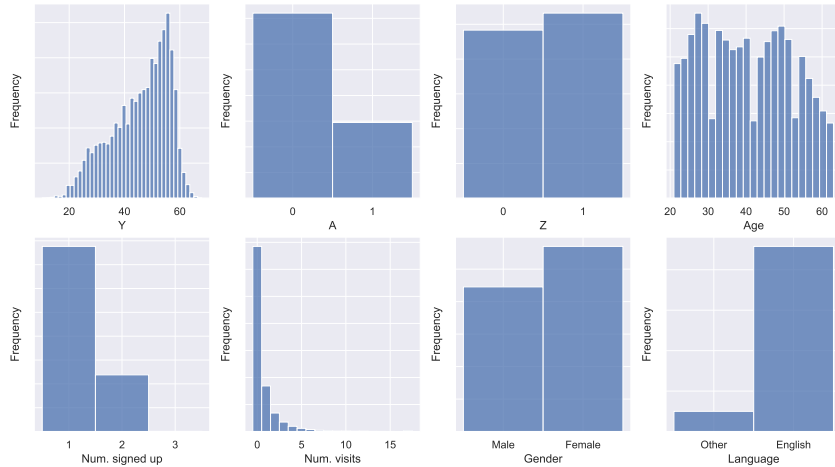 Frequency
20 40 60
Y
Frequency
0 1
A
Frequency
0 1
Z
Frequency
20 30 40 50 60
Age
Frequency
1 2 3
Num. signed up
Frequency
0 5 10 15
Num. visits
Frequency
Male Female
Gender
Frequency
Other English
Language